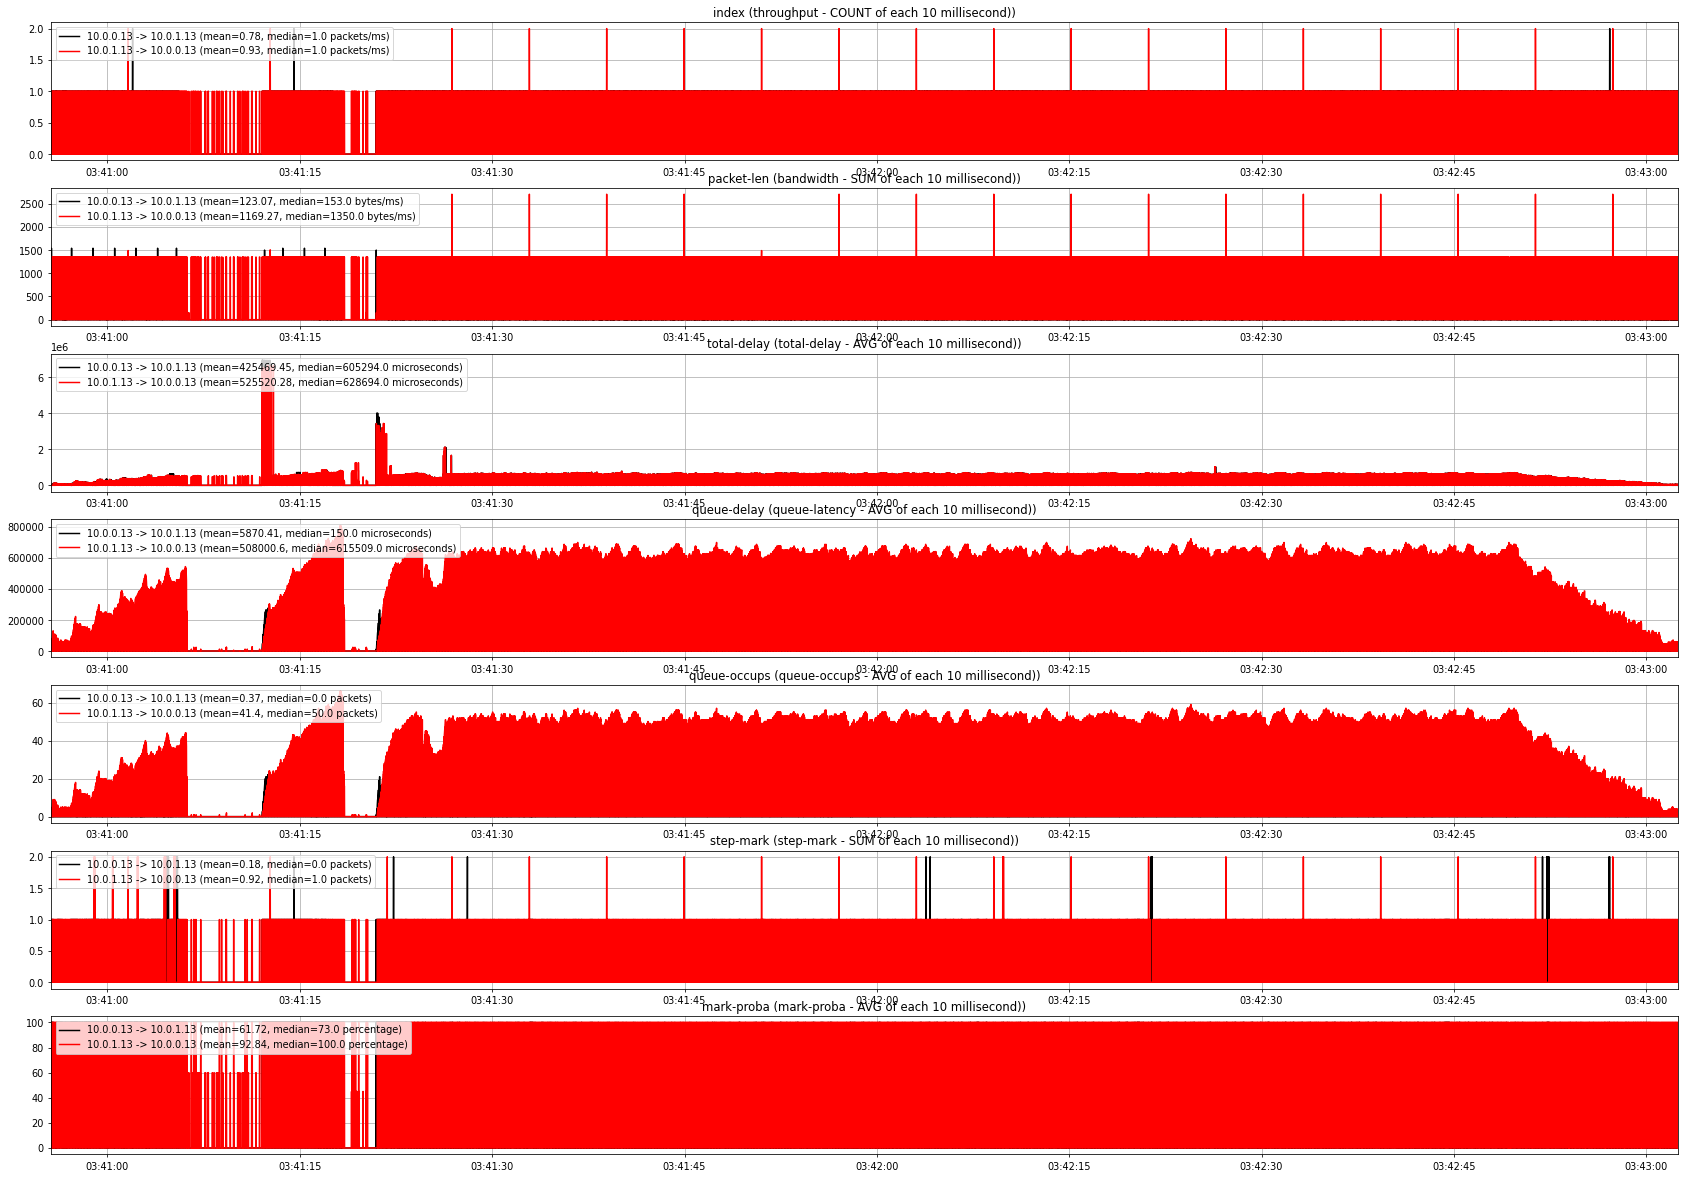 index (throughput - COUNT of each 10 millisecond))
2.0
1.5
1.0
0.5
0.0
10.0.0.13 -> 10.0.1.13 (mean=0.78, median=1.0 packets/ms)
10.0.1.13 -> 10.0.0.13 (mean=0.93, median=1.0 packets/ms)
03:41:00 03:41:15 03:41:30 03:41:45 03:42:00 03:42:15 03:42:30 03:42:45 03:43:00
packet-len (bandwidth - SUM of each 10 millisecond))
2500
2000
1500
1000
500
0
10.0.0.13 -> 10.0.1.13 (mean=123.07, median=153.0 bytes/ms)
10.0.1.13 -> 10.0.0.13 (mean=1169.27, median=1350.0 bytes/ms)
03:41:00 03:41:15 03:41:30 03:41:45 03:42:00 03:42:15 03:42:30 03:42:45 03:43:00
total-delay (total-delay - AVG of each 10 millisecond))
1e6
6
4
2
0
10.0.0.13 -> 10.0.1.13 (mean=425469.45, median=605294.0 microseconds)
10.0.1.13 -> 10.0.0.13 (mean=525520.28, median=628694.0 microseconds)
03:41:00 03:41:15 03:41:30 03:41:45 03:42:00 03:42:15 03:42:30 03:42:45 03:43:00
queue-delay (queue-latency - AVG of each 10 millisecond))
800000
600000
400000
200000
0
10.0.0.13 -> 10.0.1.13 (mean=5870.41, median=150.0 microseconds)
10.0.1.13 -> 10.0.0.13 (mean=508000.6, median=615509.0 microseconds)
03:41:00 03:41:15 03:41:30 03:41:45 03:42:00 03:42:15 03:42:30 03:42:45 03:43:00
queue-occups (queue-occups - AVG of each 10 millisecond))
60
40
20
0
10.0.0.13 -> 10.0.1.13 (mean=0.37, median=0.0 packets)
10.0.1.13 -> 10.0.0.13 (mean=41.4, median=50.0 packets)
03:41:00 03:41:15 03:41:30 03:41:45 03:42:00 03:42:15 03:42:30 03:42:45 03:43:00
step-mark (step-mark - SUM of each 10 millisecond))
2.0
1.5
1.0
0.5
0.0
10.0.0.13 -> 10.0.1.13 (mean=0.18, median=0.0 packets)
10.0.1.13 -> 10.0.0.13 (mean=0.92, median=1.0 packets)
03:41:00 03:41:15 03:41:30 03:41:45 03:42:00 03:42:15 03:42:30 03:42:45 03:43:00
mark-proba (mark-proba - AVG of each 10 millisecond))
100
80
60
40
20
0
10.0.0.13 -> 10.0.1.13 (mean=61.72, median=73.0 percentage)
10.0.1.13 -> 10.0.0.13 (mean=92.84, median=100.0 percentage)
03:41:00 03:41:15 03:41:30 03:41:45 03:42:00 03:42:15 03:42:30 03:42:45 03:43:00